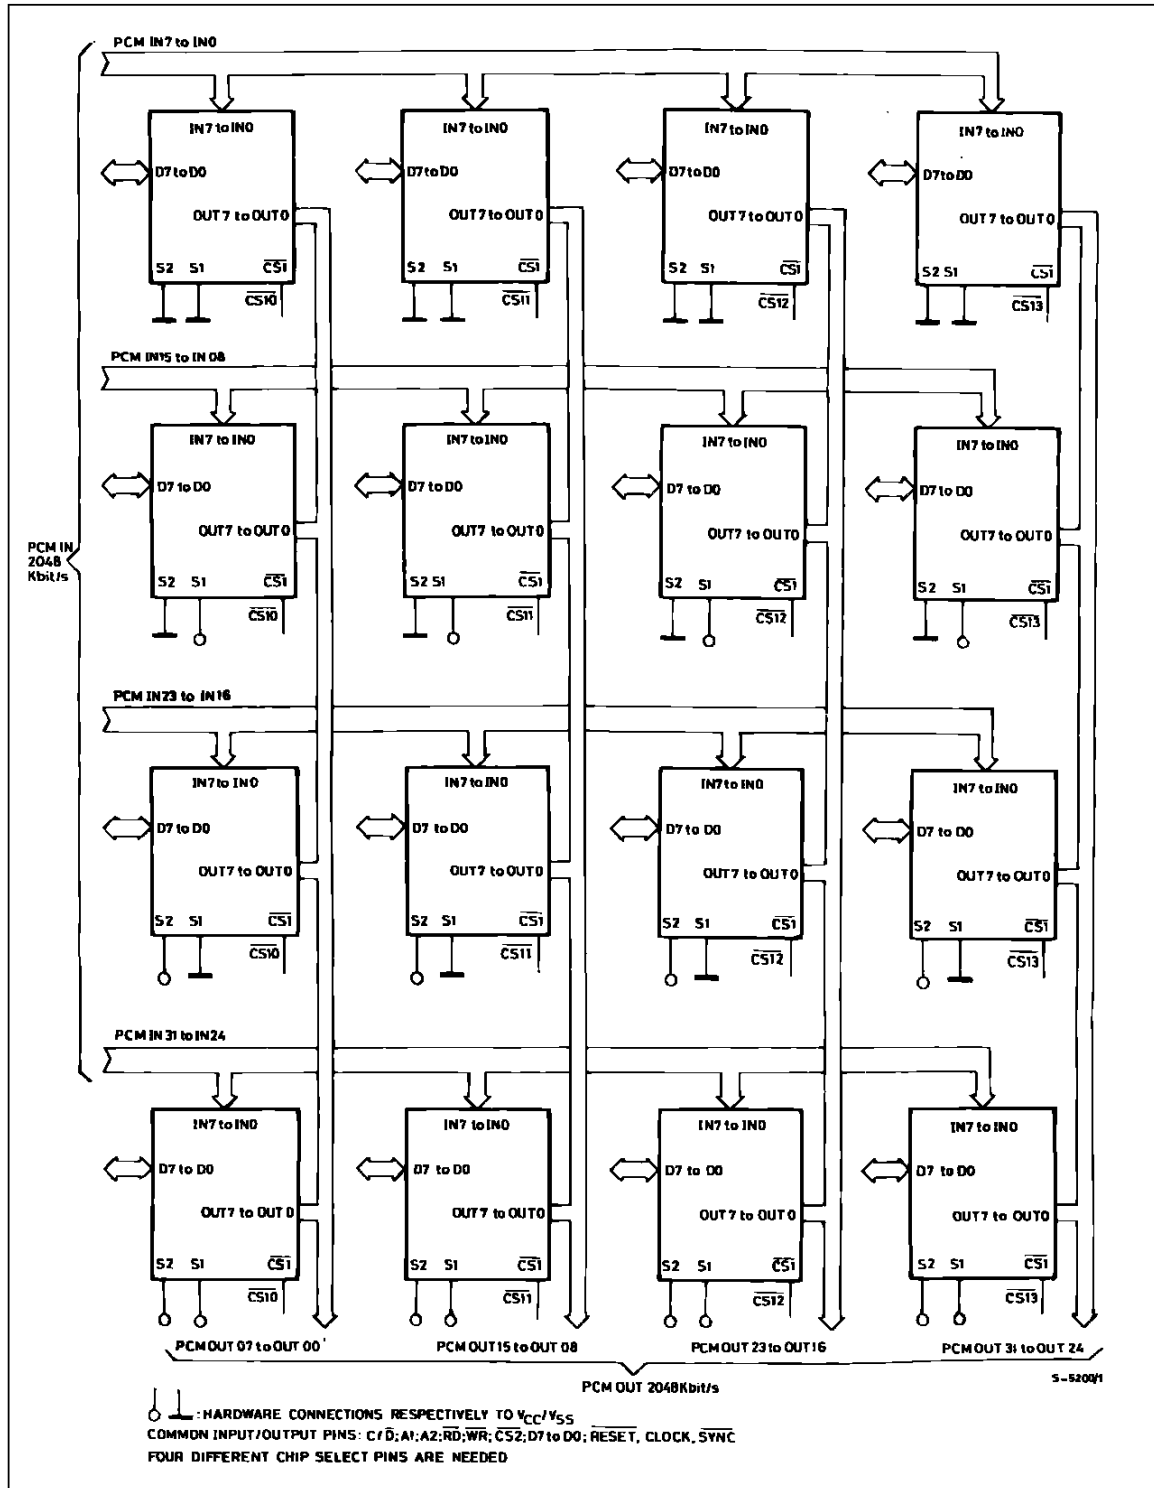 PCM IN7 to IN0
IN7 to IN0
IN7 to IN0
IN7 to IN0
IN7 to IN0
D7 to D0
D7 to D0
D7 to D0
D7 to D0
OUT7 to OUT0
OUT7 to OUT0
OUT7 to OUT0
OUT7 to OUT0
S2 S1 CS1
S2 S1 CS1
S2 S1 CS1
S2 S1 CS1
CS10
CS11
CS12
CS13
PCM IN15 to IN08
IN7 to IN0
IN7 to IN0
IN7 to IN0
IN7 to IN0
D7 to D0
D7 to D0
D7 to D0
D7 to D0
OUT7 to OUT0
OUT7 to OUT0
OUT7 to OUT0
OUT7 to OUT0
PCM IN
2048
Kbit/s
S2 S1 CS1
S2 S1 CS1
S2 S1 CS1
S2 S1 CS1
CS10
CS11
CS12
CS13
PCM IN23 to IN16
IN7 to IN0
IN7 to IN0
IN7 to IN0
IN7 to IN0
D7 to D0
D7 to D0
D7 to D0
D7 to D0
OUT7 to OUT0
OUT7 to OUT0
OUT7 to OUT0
OUT7 to OUT0
S2 S1 CS1
S2 S1 CS1
S2 S1 CS1
S2 S1 CS1
CS10
CS11
CS12
CS13
PCM IN31 to IN24
IN7 to IN0
IN7 to IN0
IN7 to IN0
IN7 to IN0
D7 to D0
D7 to D0
D7 to D0
D7 to D0
OUT7 to OUT0
OUT7 to OUT0
OUT7 to OUT0
OUT7 to OUT0
S2 S1 CS1
S2 S1 CS1
S2 S1 CS1
S2 S1 CS1
CS10
CS11
CS12
CS13
PCM OUT 07 to OUT 00
PCM OUT 15 to OUT 08
PCM OUT 23 to OUT 16
PCM OUT 31 to OUT 24
PCM OUT 2048Kbit/s
S-5200/1
: HARDWARE CONNECTIONS RESPECTIVELY TO VCC/VSS
COMMON INPUT/OUTPUT PINS: C/D; A1; A2; RD; WR; CS2; D7 to D0; RESET, CLOCK, SYNC
FOUR DIFFERENT CHIP SELECT PINS ARE NEEDED